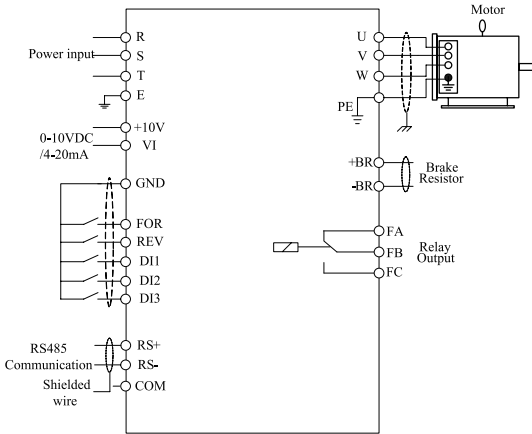 Motor
R
Power input
S
T
E
+10V
0-10VDC
/4-20mA
VI
GND
FOR
REV
DI1
DI2
DI3
RS485
Communication
RS+
RS-
Shielded
wire
COM
U
V
W
PE
+BR
-BR
Brake
Resistor
FA
FB
FC
Relay
Output